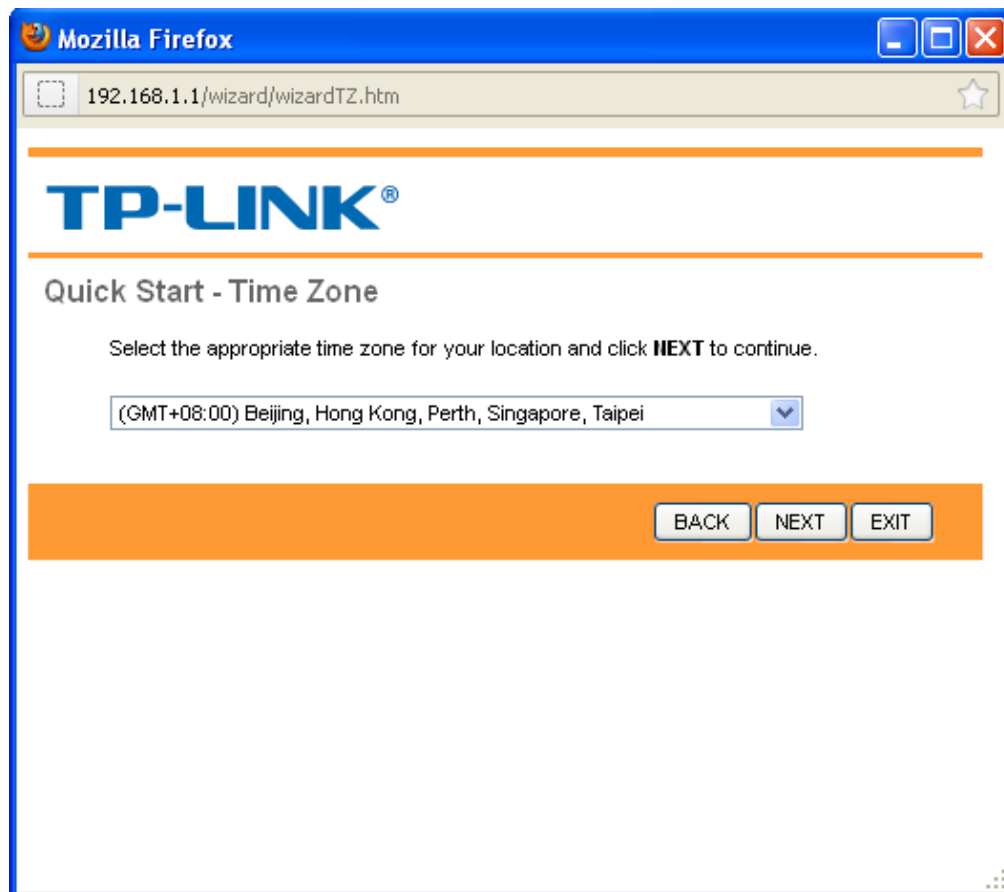 Mozilla Firefox
192.168.1.1/wizard/wizardTZ.htm
TP-LINK®
Quick Start - Time Zone
Select the appropriate time zone for your location and click NEXT to continue.
(GMT+08:00) Beijing, Hong Kong, Perth, Singapore, Taipei
BACK NEXT EXIT